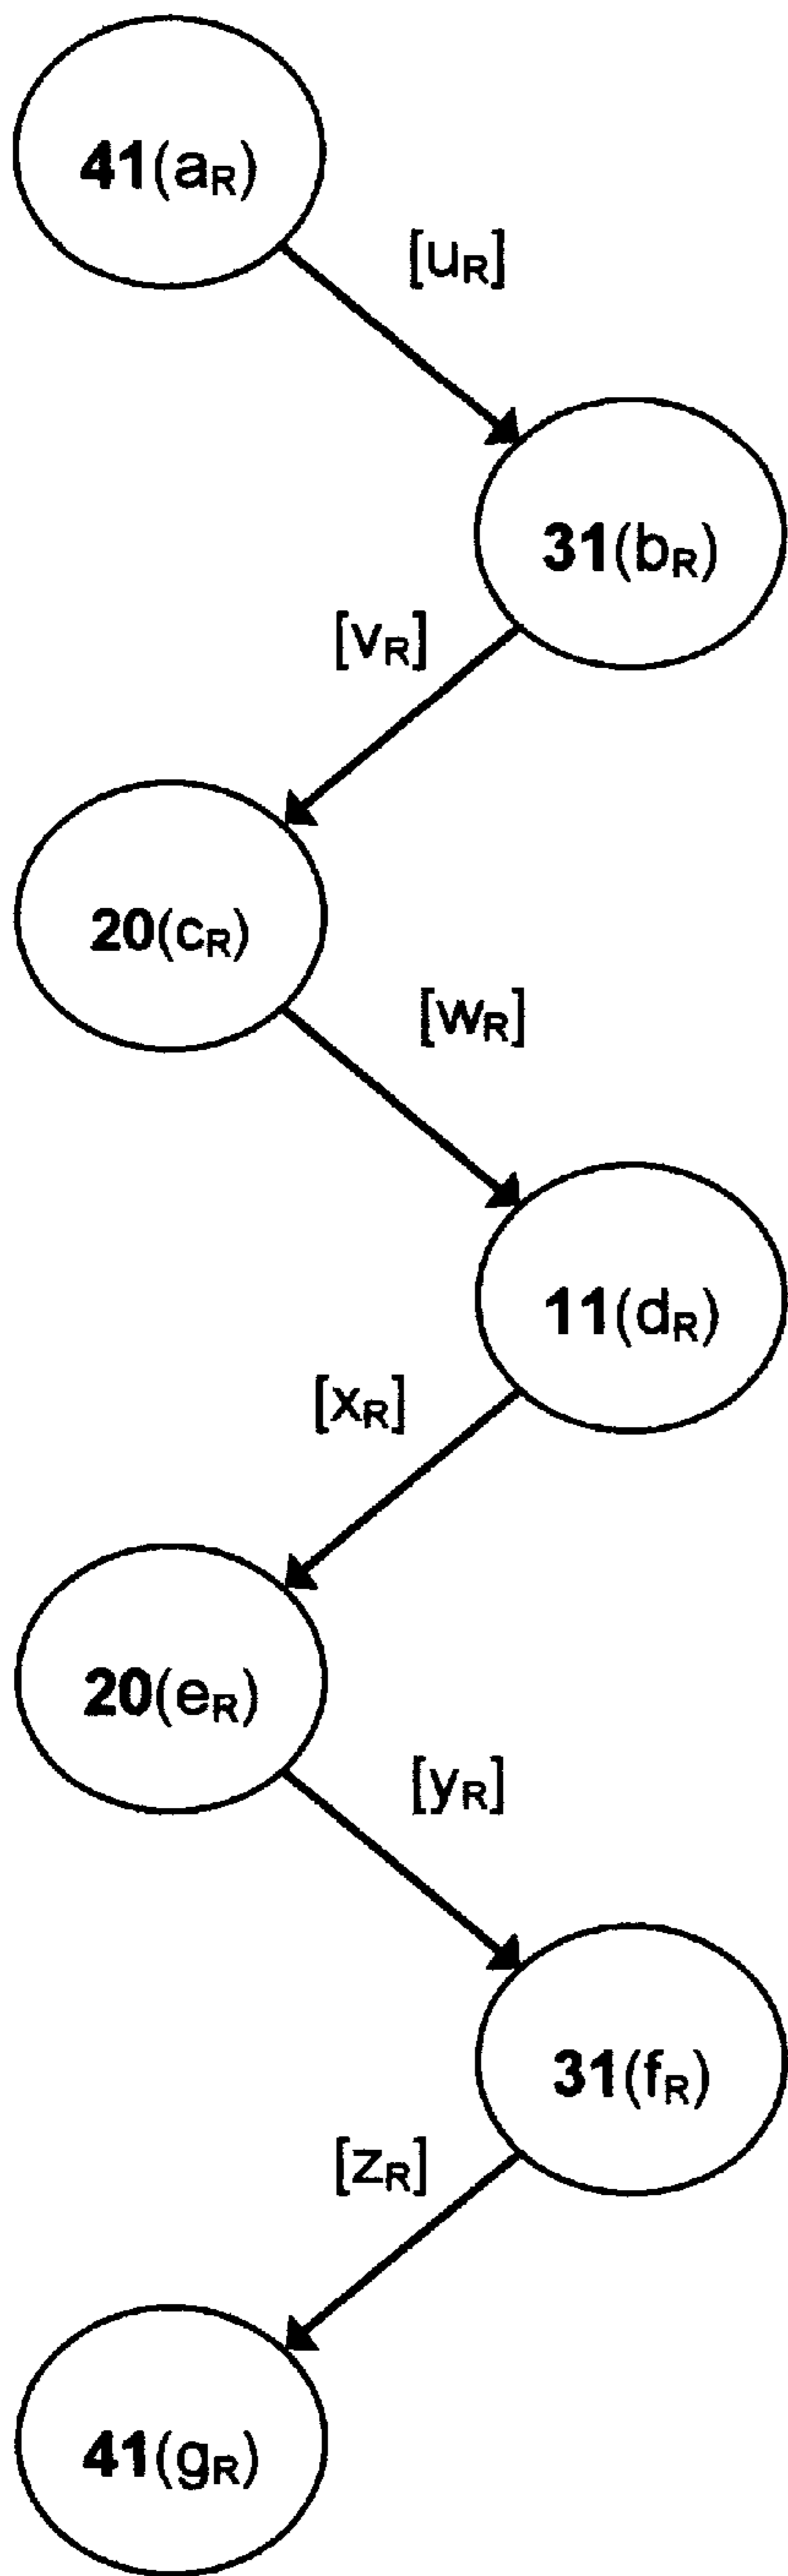 41(aR)
[uR]
31(bR)
[vR]
20(cR)
[wR]
11(dR)
[xR]
20(eR)
[yR]
31(fR)
[zR]
41(gR)